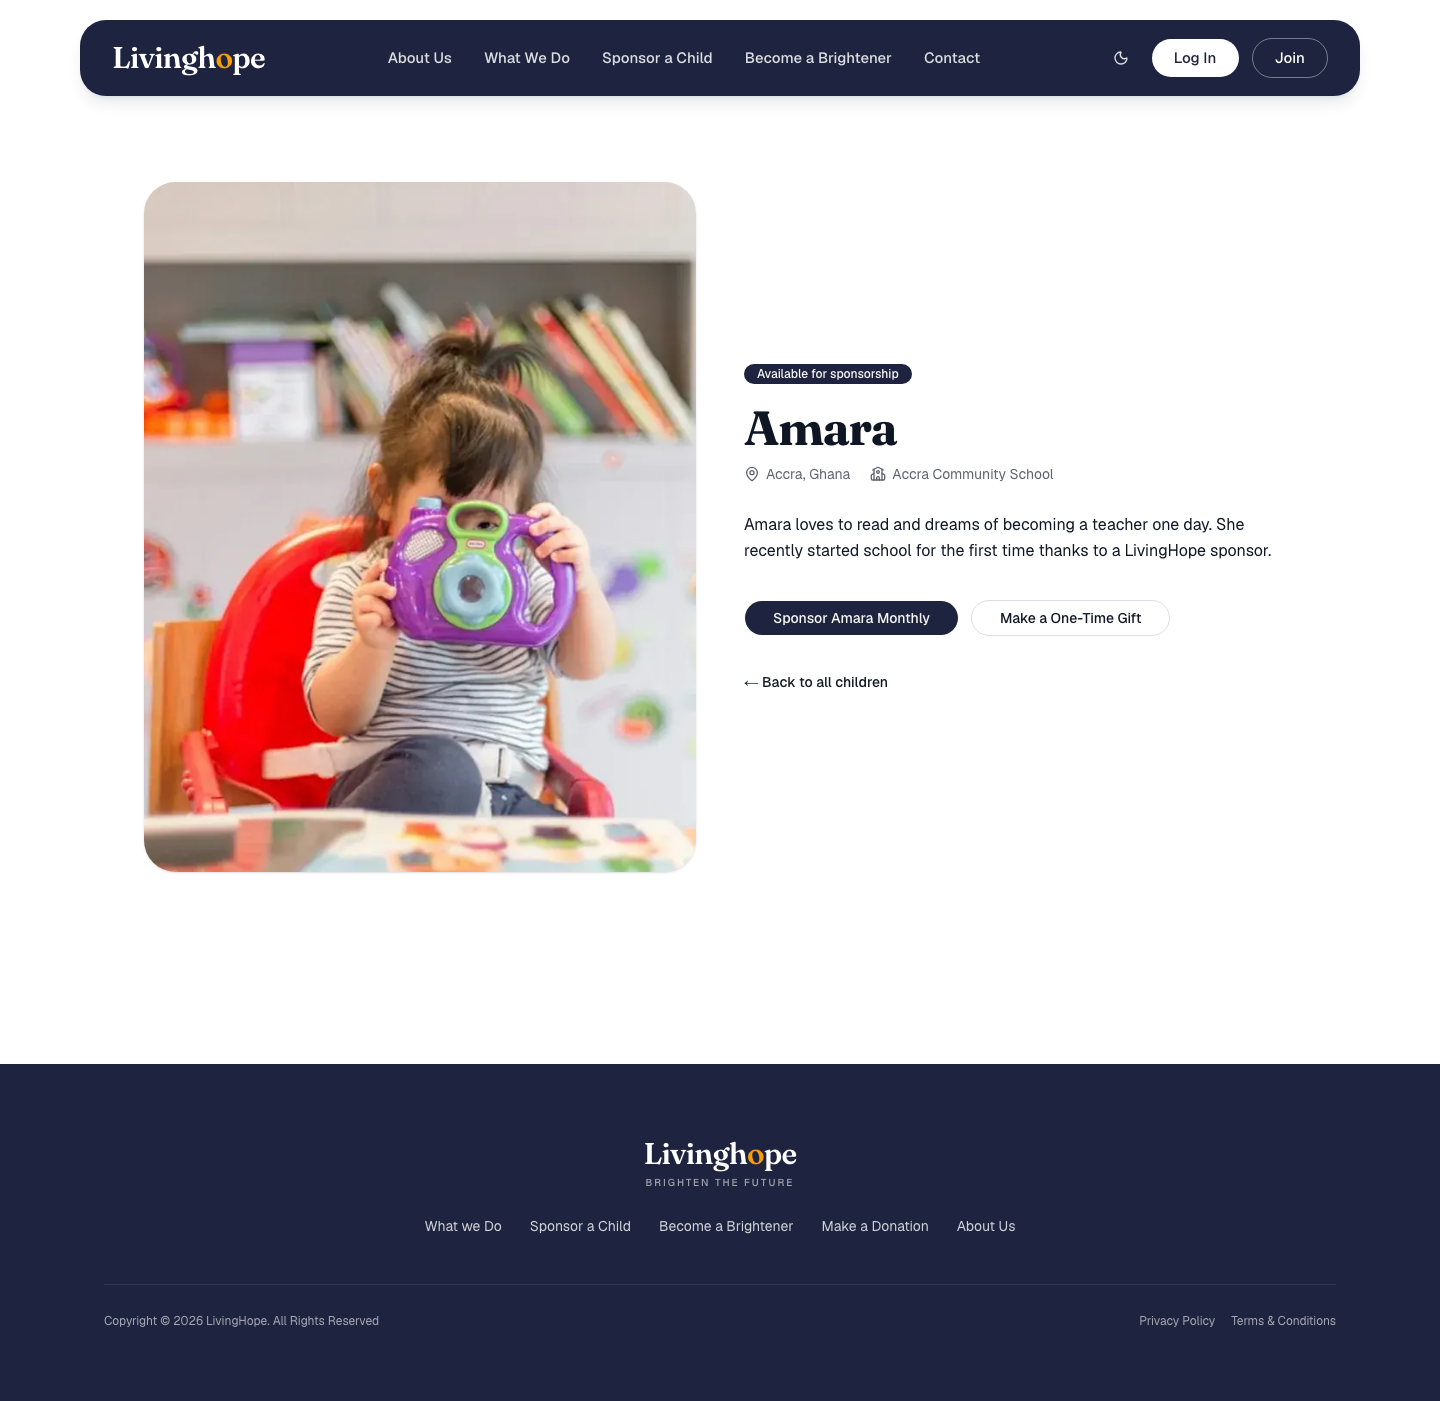 Livinghope
About Us
What We Do
Sponsor a Child
Become a Brightener
Contact
Log In
Join
Available for sponsorship
Amara
Accra, Ghana
Accra Community School
Amara loves to read and dreams of becoming a teacher one day. She
recently started school for the first time thanks to a LivingHope sponsor.
Sponsor Amara Monthly
Make a One-Time Gift
← Back to all children
Livinghope
BRIGHTEN THE FUTURE
What we Do
Sponsor a Child
Become a Brightener
Make a Donation
About Us
Copyright © 2026 LivingHope. All Rights Reserved
Privacy Policy
Terms & Conditions